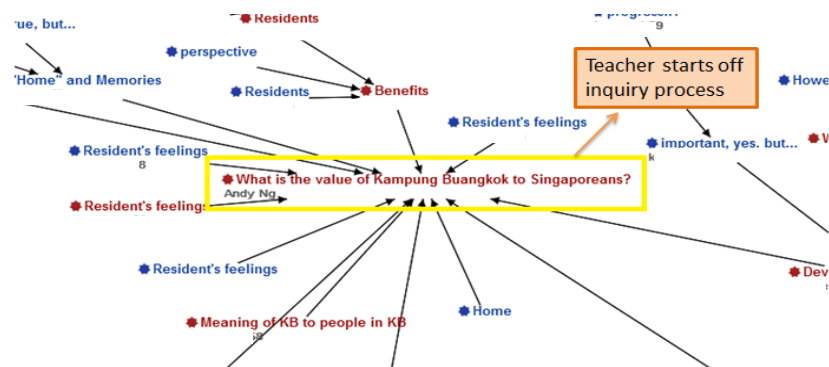 Residents
rue, but...
perspective
"Home" and Memories
Residents
Benefits
Teacher starts off
inquiry process
Howe
Resident's feelings
Resident's feelings
8
important, yes. but...
k
What is the value of Kampung Buangkok to Singaporeans?
Andy Ng
Resident's feelings
Resident's feelings
Dev
Meaning of KB to people in KB
Home